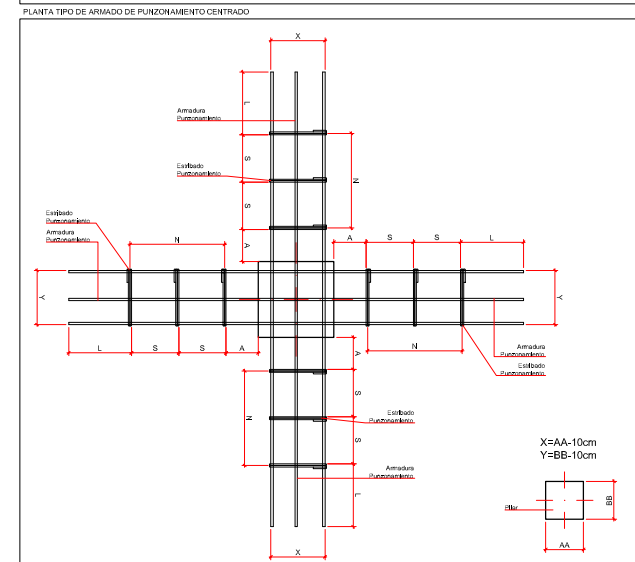 PLANTA TIPO DE ARMADO DE PUNZONAMIENTO CENTRADO
X
L
Armadura
Punzonamiento
S
N
Estribado
Punzonamiento
S
A
Estribado
Punzonamiento
Armadura
Punzonamiento
N
A
S
S
L
Y
Y
L
S
S
A
N
A
Armadura
Punzonamiento
Estribado
Punzonamiento
N
S
Estribado
Punzonamiento
S
Armadura
Punzonamiento
L
X
X=AA-10cm
Y=BB-10cm
Pilar
BB
AA